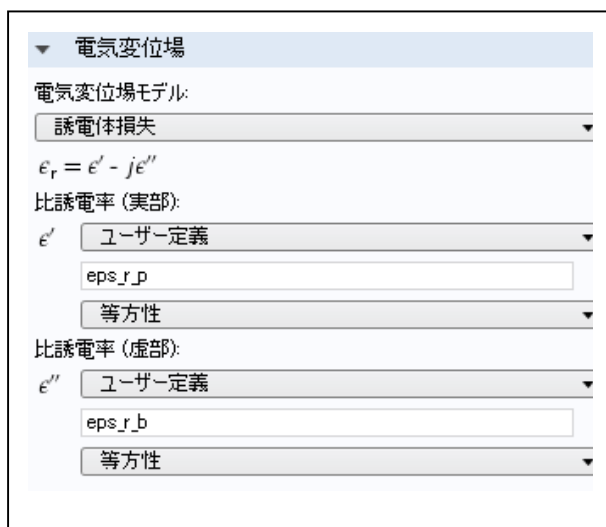 電気変位場
電気変位場モデル:
誘電体損失
ϵr = ϵ′ - jϵ″
比誘電率 (実部):
ϵ′ ユーザー定義
eps_r_p
等方性
比誘電率 (虚部):
ϵ″ ユーザー定義
eps_r_b
等方性